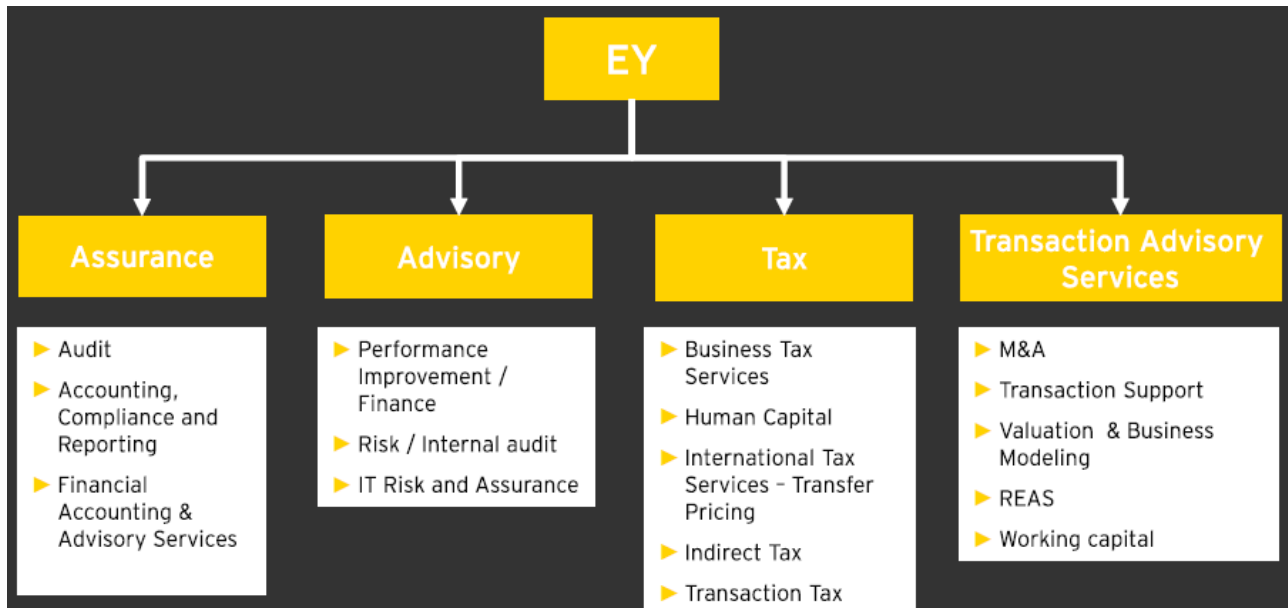 EY
Assurance
Advisory
Tax
Transaction Advisory
Services
► Audit
► Accounting,
Compliance and
Reporting
► Financial
Accounting &
Advisory Services
► Performance
Improvement /
Finance
► Risk / Internal audit
► IT Risk and Assurance
► Business Tax
Services
► Human Capital
► International Tax
Services – Transfer
Pricing
► Indirect Tax
► Transaction Tax
► M&A
► Transaction Support
► Valuation & Business
Modeling
► REAS
► Working capital